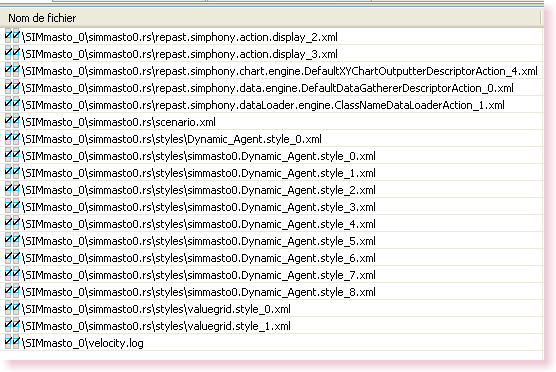 Nom de fichier
\SIMmasto_0\simmasto0.rs\repast.simphony.action.display_2.xml
\SIMmasto_0\simmasto0.rs\repast.simphony.action.display_3.xml
\SIMmasto_0\simmasto0.rs\repast.simphony.chart.engine.DefaultXYChartOutputterDescriptorAction_4.xml
\SIMmasto_0\simmasto0.rs\repast.simphony.data.engine.DefaultDataGathererDescriptorAction_0.xml
\SIMmasto_0\simmasto0.rs\repast.simphony.dataLoader.engine.ClassNameDataLoaderAction_1.xml
\SIMmasto_0\simmasto0.rs\scenario.xml
\SIMmasto_0\simmasto0.rs\styles\Dynamic_Agent.style_0.xml
\SIMmasto_0\simmasto0.rs\styles\simmasto0.Dynamic_Agent.style_0.xml
\SIMmasto_0\simmasto0.rs\styles\simmasto0.Dynamic_Agent.style_1.xml
\SIMmasto_0\simmasto0.rs\styles\simmasto0.Dynamic_Agent.style_2.xml
\SIMmasto_0\simmasto0.rs\styles\simmasto0.Dynamic_Agent.style_3.xml
\SIMmasto_0\simmasto0.rs\styles\simmasto0.Dynamic_Agent.style_4.xml
\SIMmasto_0\simmasto0.rs\styles\simmasto0.Dynamic_Agent.style_5.xml
\SIMmasto_0\simmasto0.rs\styles\simmasto0.Dynamic_Agent.style_6.xml
\SIMmasto_0\simmasto0.rs\styles\simmasto0.Dynamic_Agent.style_7.xml
\SIMmasto_0\simmasto0.rs\styles\simmasto0.Dynamic_Agent.style_8.xml
\SIMmasto_0\simmasto0.rs\styles\valuegrid.style_0.xml
\SIMmasto_0\simmasto0.rs\styles\valuegrid.style_1.xml
\SIMmasto_0\velocity.log